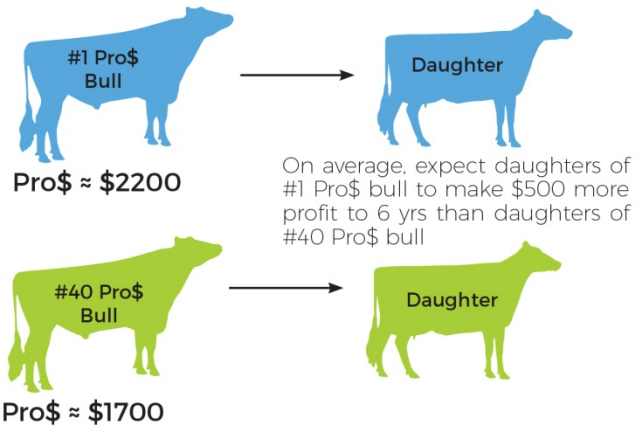 #1 Pro$
Bull
Daughter
Pro$ ≈ $2200
On average, expect daughters of
#1 Pro$ bull to make $500 more
profit to 6 yrs than daughters of
#40 Pro$ bull
#40 Pro$
Bull
Daughter
Pro$ ≈ $1700